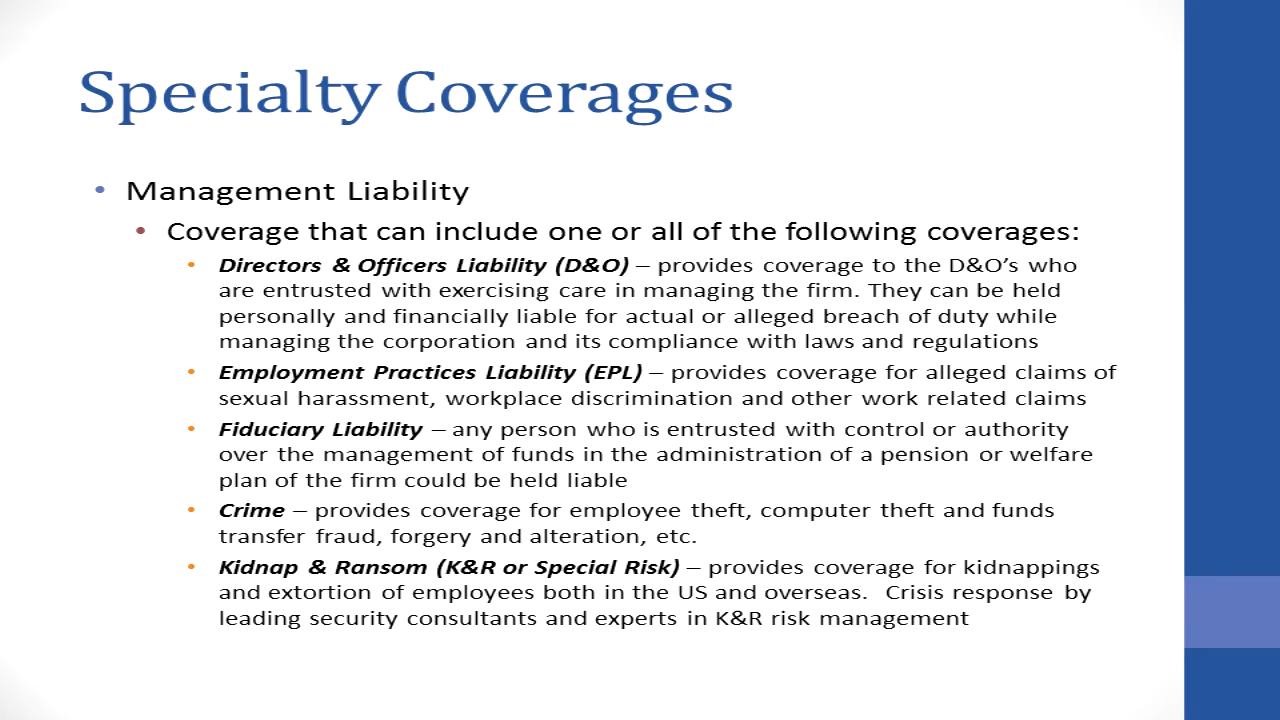 Specialty Coverages
• Management Liability
• Coverage that can include one or all of the following coverages:
• Directors & Officers Liability (D&O) – provides coverage to the D&O’s who
are entrusted with exercising care in managing the firm. They can be held
personally and financially liable for actual or alleged breach of duty while
managing the corporation and its compliance with laws and regulations
• Employment Practices Liability (EPL) – provides coverage for alleged claims of
sexual harassment, workplace discrimination and other work related claims
• Fiduciary Liability – any person who is entrusted with control or authority
over the management of funds in the administration of a pension or welfare
plan of the firm could be held liable
• Crime – provides coverage for employee theft, computer theft and funds
transfer fraud, forgery and alteration, etc.
• Kidnap & Ransom (K&R or Special Risk) – provides coverage for kidnappings
and extortion of employees both in the US and overseas.  Crisis response by
leading security consultants and experts in K&R risk management